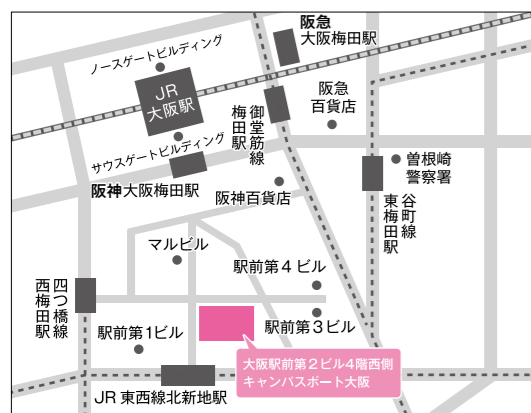 阪急
大阪梅田駅
ノースゲートビルディング
JR
大阪駅
阪急
百貨店
御堂筋線
梅田駅
サウスゲートビルディング
曽根崎
警察署
阪神大阪梅田駅
阪神百貨店
谷町線
東梅田駅
マルビル
駅前第4ビル
四つ橋線
西梅田駅
駅前第1ビル
駅前第3ビル
大阪駅前第2ビル4階西側
キャンパスポート大阪
JR東西線北新地駅